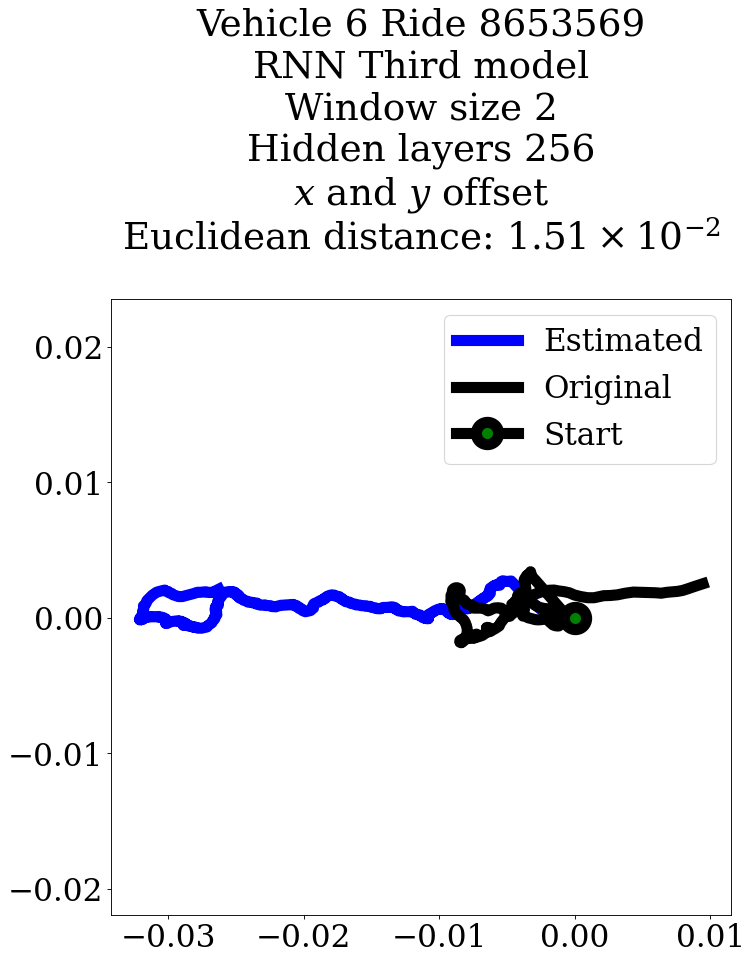 Vehicle 6 Ride 8653569
RNN Third model
Window size 2
Hidden layers 256
x and y offset
Euclidean distance: 1.51 × 10⁻²
Estimated
Original
Start
0.02
0.01
0.00
−0.01
−0.02
−0.03 −0.02 −0.01 0.00 0.01